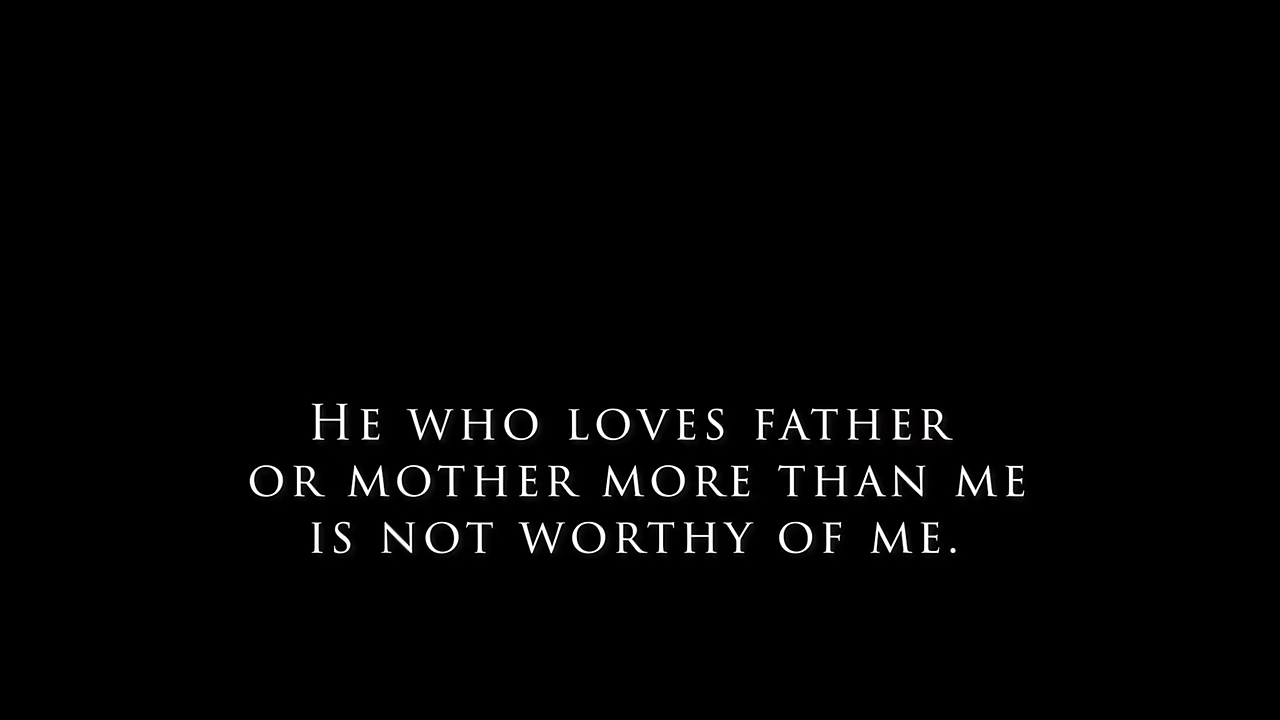 He who loves father
or mother more than me
is not worthy of me.